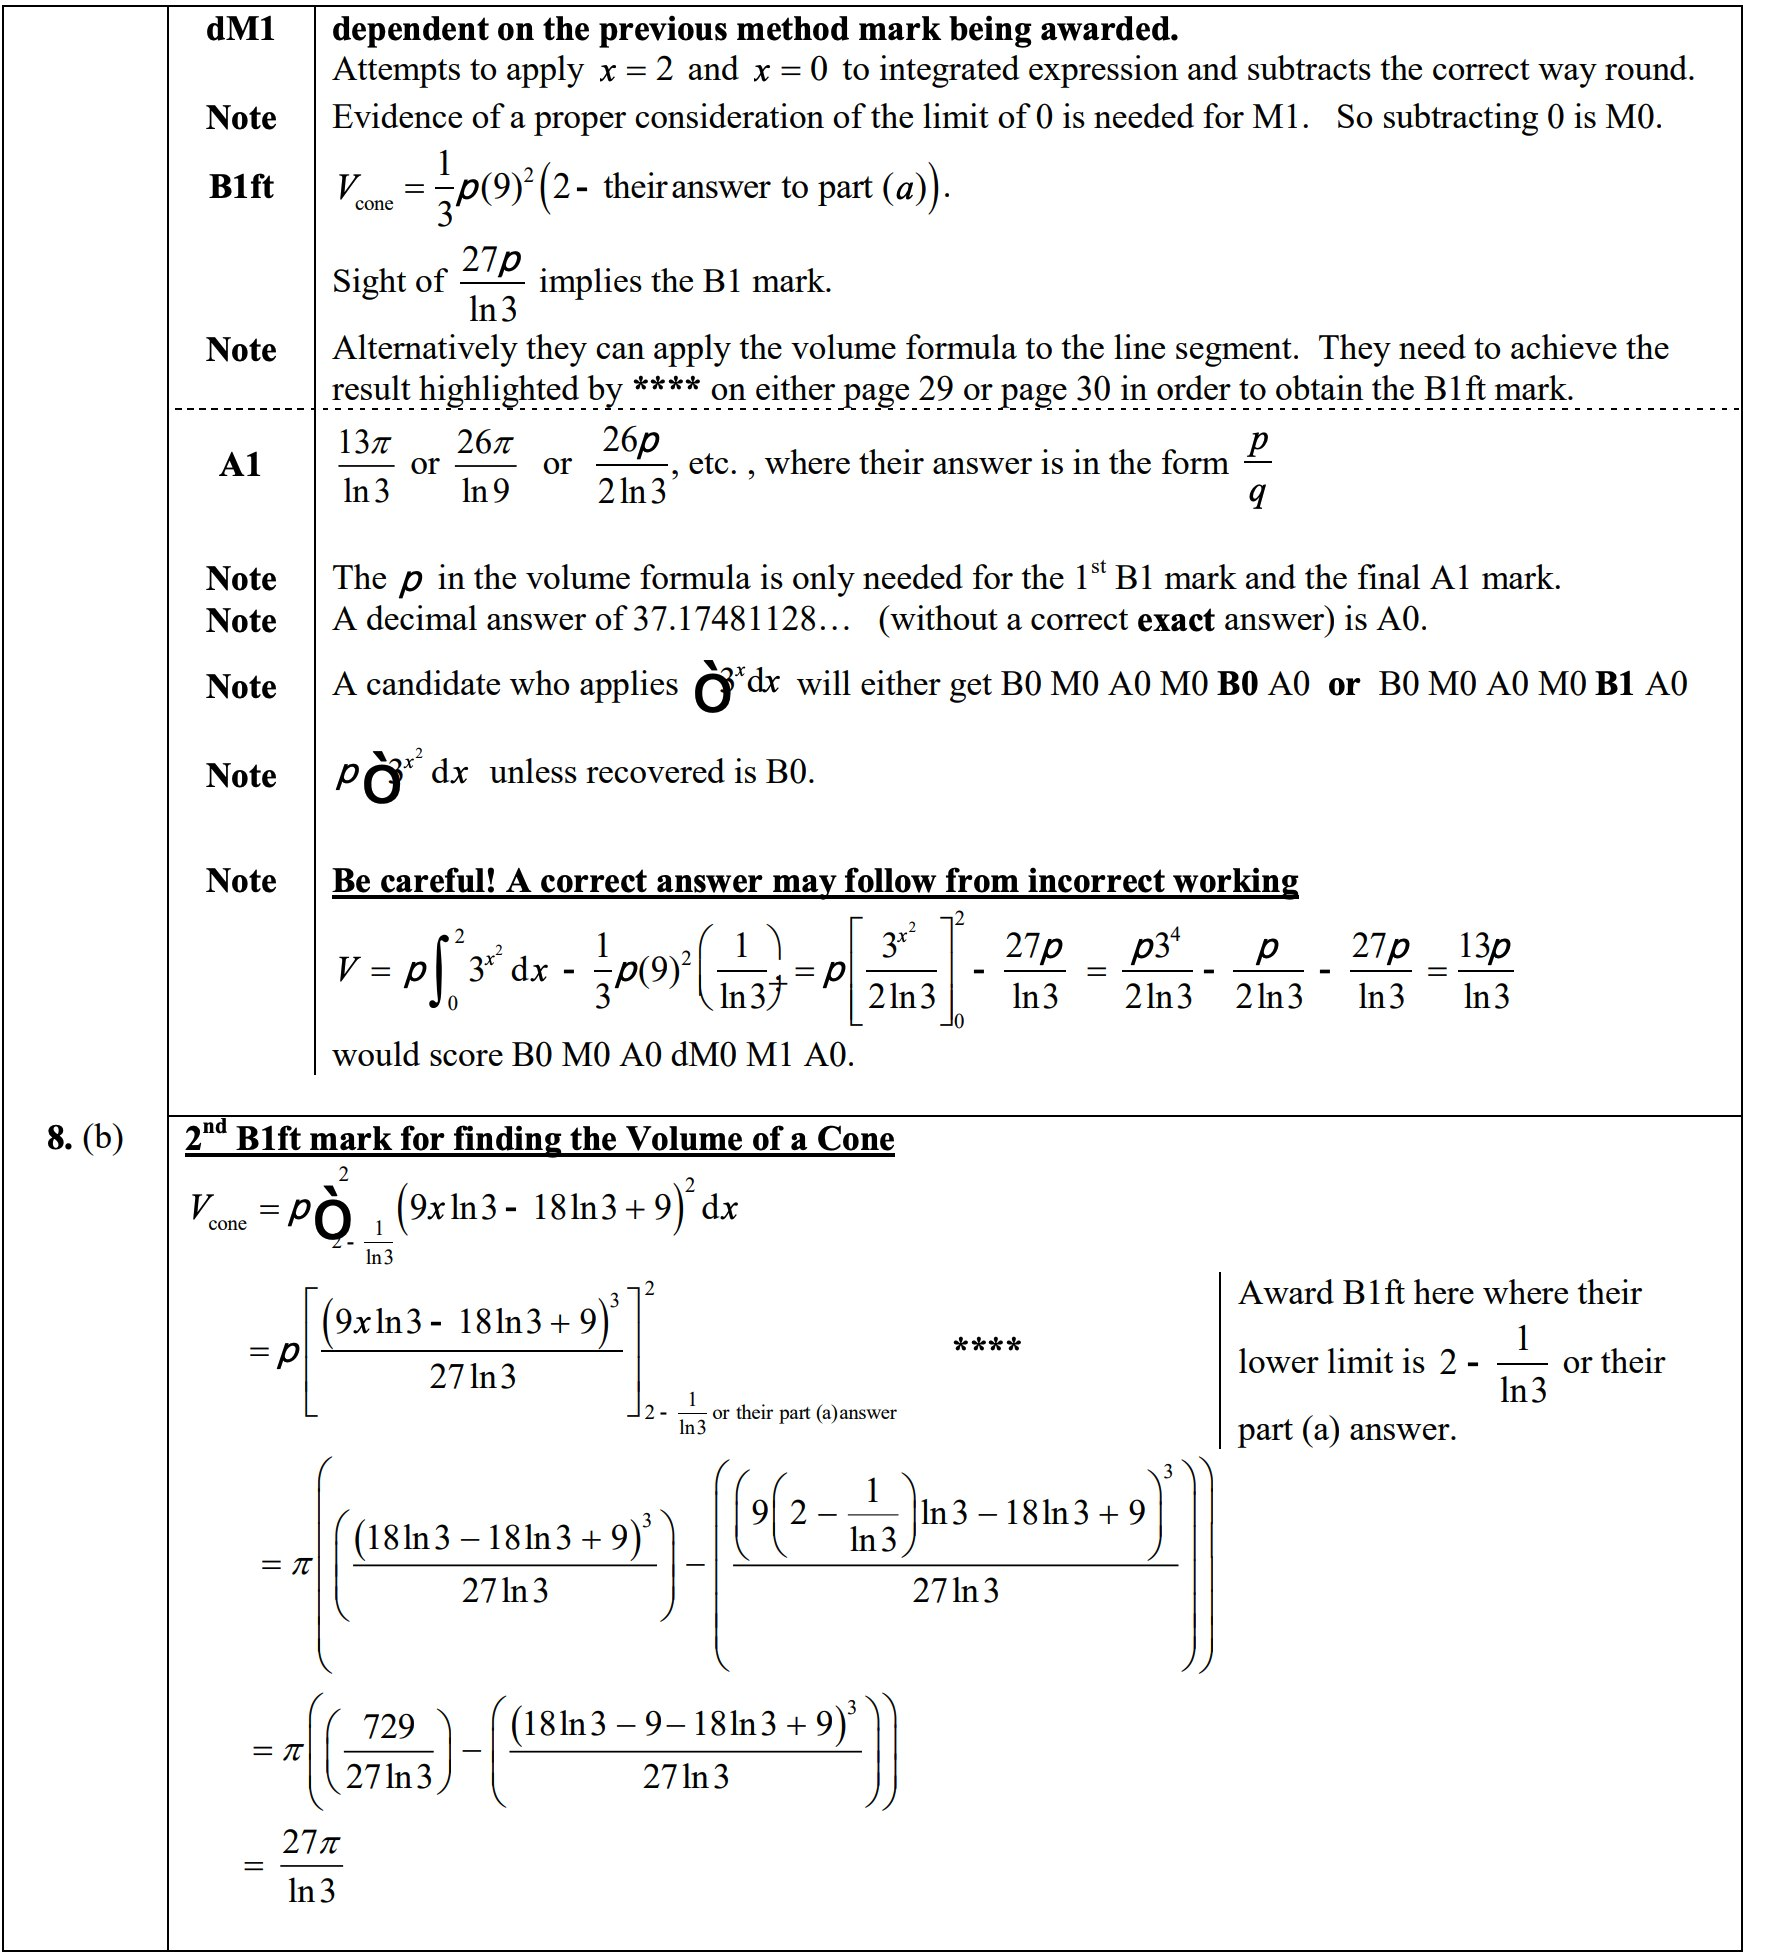 dM1 dependent on the previous method mark being awarded.
Attempts to apply x = 2 and x = 0 to integrated expression and subtracts the correct way round.
Note Evidence of a proper consideration of the limit of 0 is needed for M1. So subtracting 0 is M0.
B1ft V_cone = 1/3 p(9)^2 (2 - their answer to part (a)).
Sight of 27p/ln3 implies the B1 mark.
Note Alternatively they can apply the volume formula to the line segment. They need to achieve the
result highlighted by **** on either page 29 or page 30 in order to obtain the B1ft mark.
A1 13π/ln3 or 26π/ln9 or 26p/2ln3, etc. , where their answer is in the form p/q
Note The p in the volume formula is only needed for the 1st B1 mark and the final A1 mark.
Note A decimal answer of 37.17481128... (without a correct exact answer) is A0.
Note A candidate who applies Ò3^x dx will either get B0 M0 A0 M0 B0 A0 or B0 M0 A0 M0 B1 A0
Note pÒ3^(x^2) dx unless recovered is B0.
Note Be careful! A correct answer may follow from incorrect working
V = p∫_0^2 3^(x^2) dx - 1/3 p(9)^2 (1/ln3) = p[3^(x^2)/2ln3]_0^2 - 27p/ln3 = p3^4/2ln3 - p/2ln3 - 27p/ln3 = 13p/ln3
would score B0 M0 A0 dM0 M1 A0.
8. (b) 2nd B1ft mark for finding the Volume of a Cone
V_cone = pÒ_(2 - 1/ln3)^2 (9x ln3 - 18ln3 + 9)^2 dx
= p[(9x ln3 - 18ln3 + 9)^3/27ln3]_(2 - 1/ln3 or their part (a) answer)^2 ****
Award B1ft here where their
lower limit is 2 - 1/ln3 or their
part (a) answer.
= π(((18ln3 − 18ln3 + 9)^3/27ln3) − ((9(2 − 1/ln3)ln3 − 18ln3 + 9)^3/27ln3))
= π((729/27ln3) − ((18ln3 − 9 − 18ln3 + 9)^3/27ln3))
= 27π/ln3